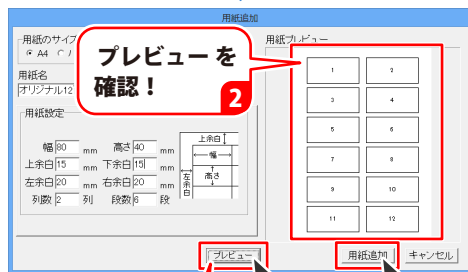 用紙追加
用紙のサイズ
A4
用紙プレビュー
プレビュー を
確認！
2
用紙名
オリジナル12
用紙設定
幅 80 mm 高さ 40 mm
上余白 15 mm 下余白 15 mm
左余白 20 mm 右余白 20 mm
列数 2 列 段数 6 段
上余白
幅
高さ
左余白
1 2
3 4
5 6
7 8
9 10
11 12
プレビュー
用紙追加
キャンセル